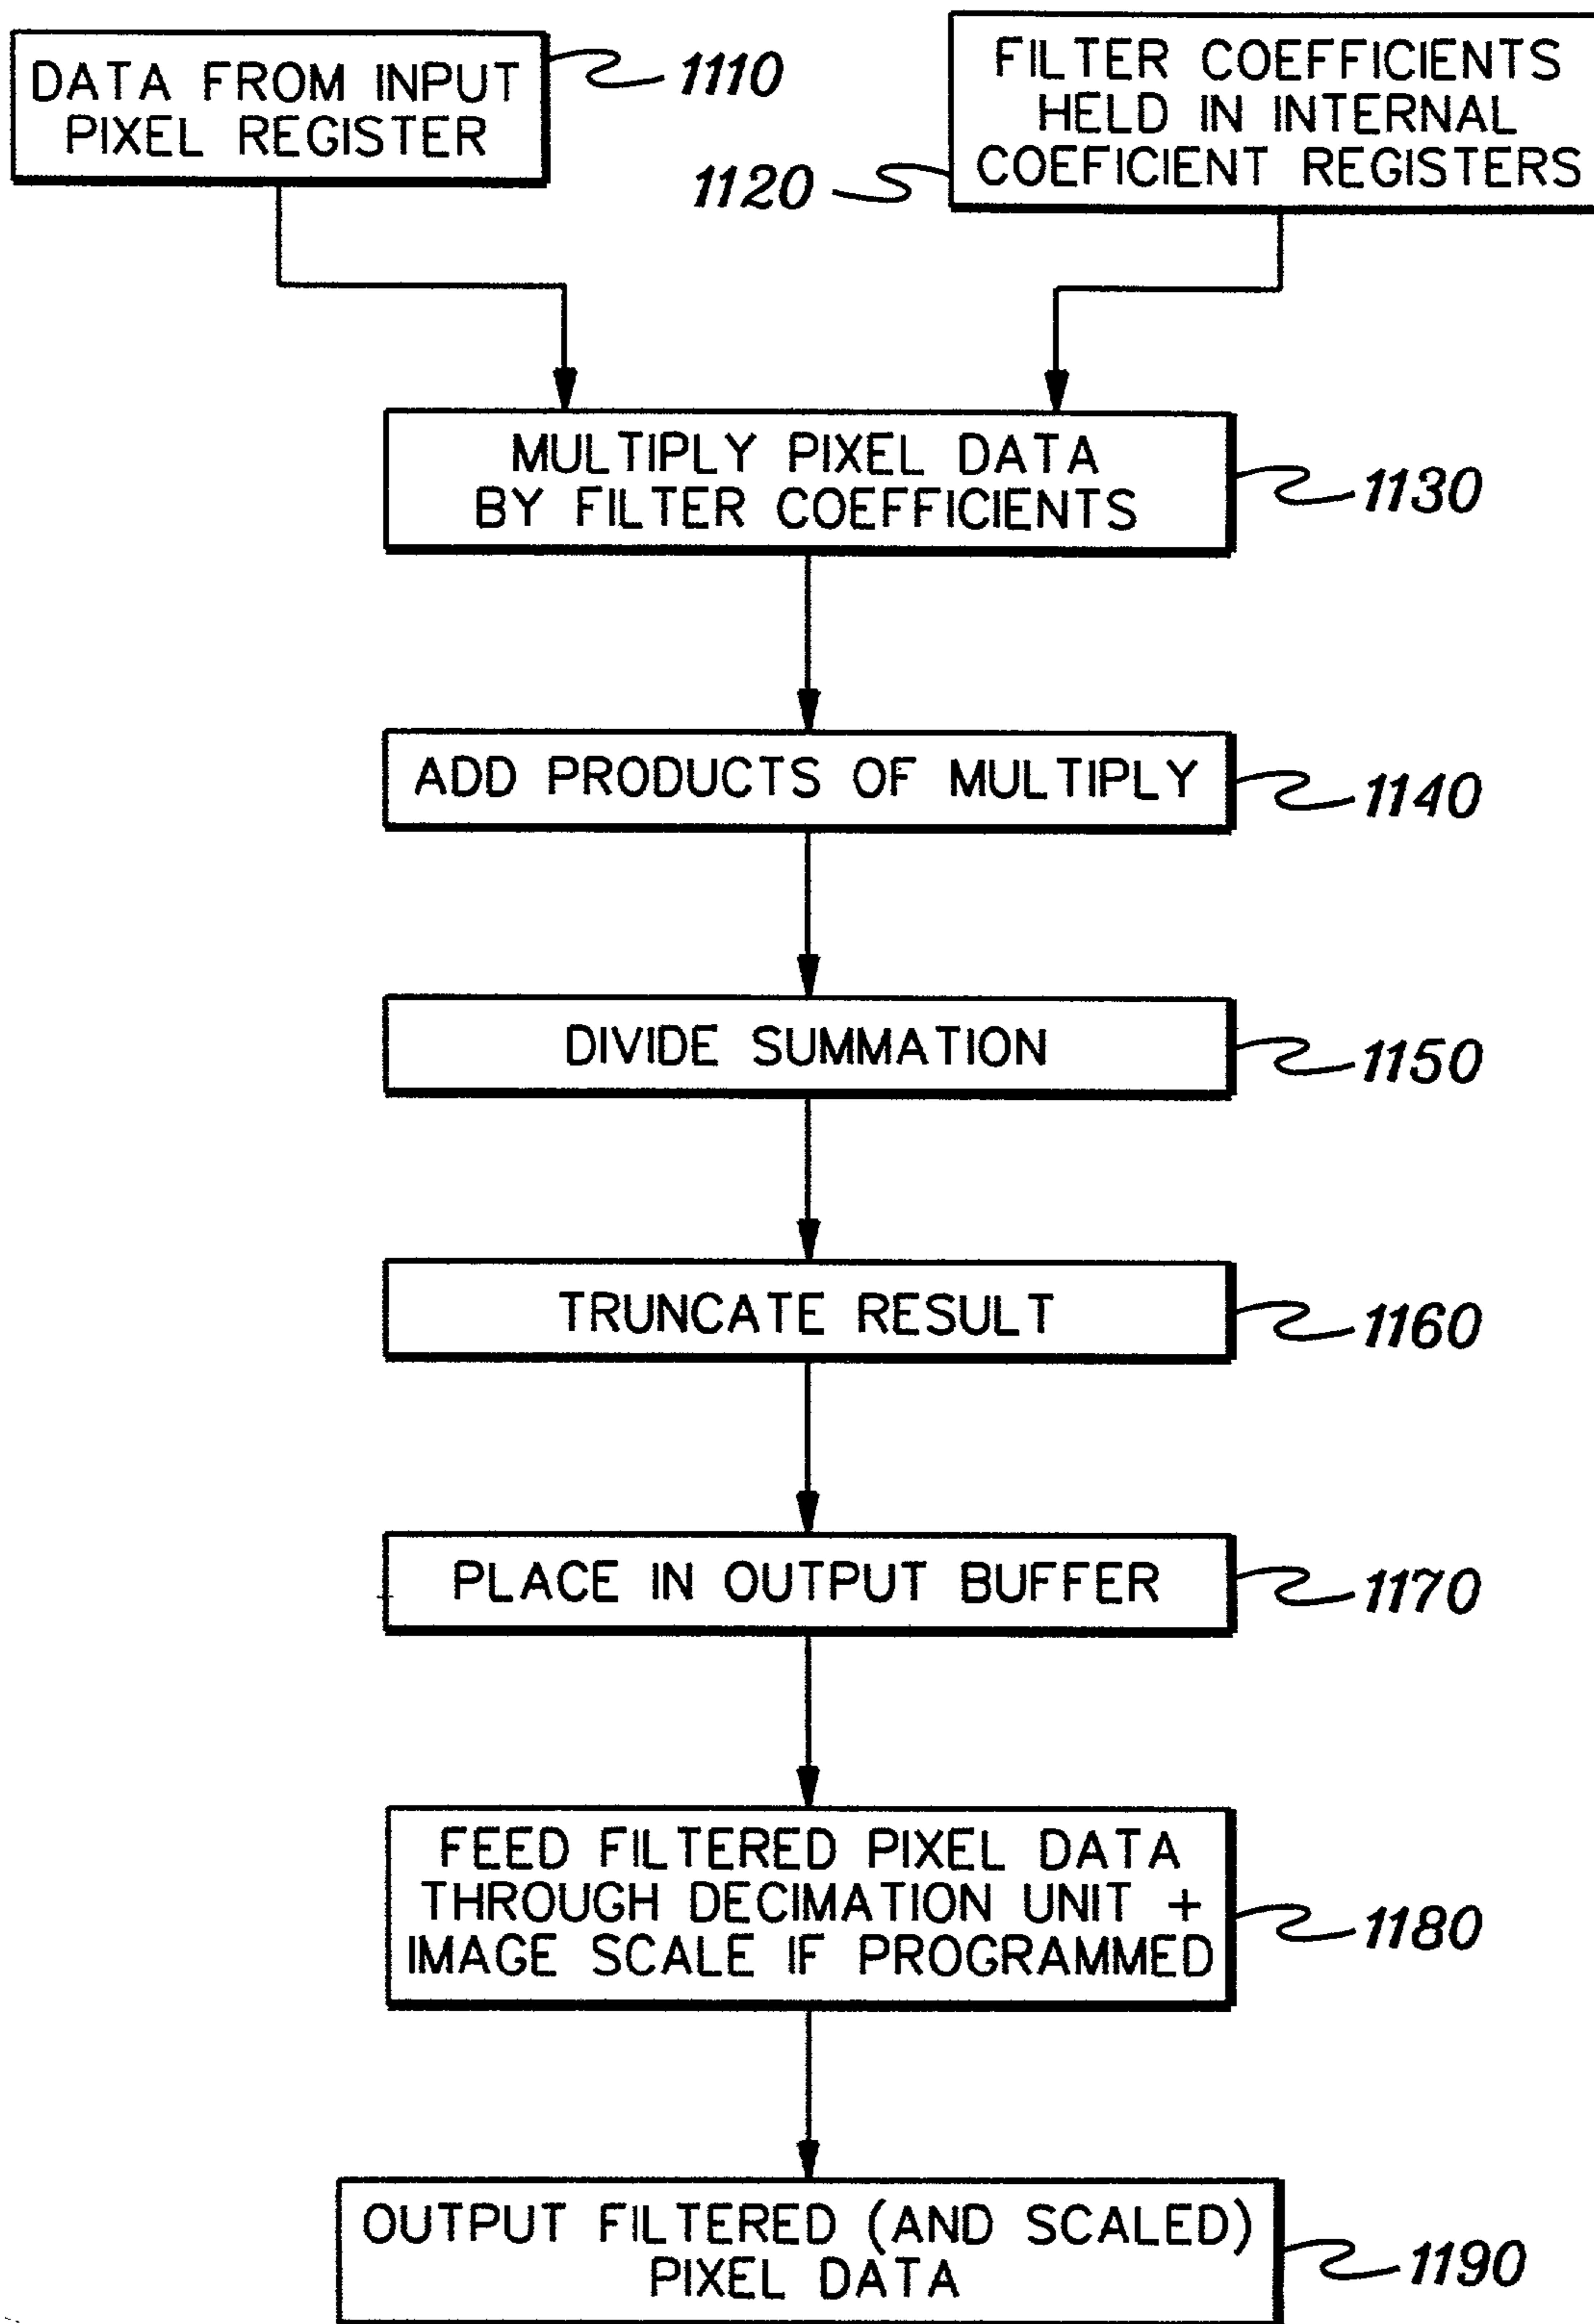 DATA FROM INPUT
PIXEL REGISTER
1110
FILTER COEFFICIENTS
HELD IN INTERNAL
COEFICIENT REGISTERS
1120
MULTIPLY PIXEL DATA
BY FILTER COEFFICIENTS
1130
ADD PRODUCTS OF MULTIPLY
1140
DIVIDE SUMMATION
1150
TRUNCATE RESULT
1160
PLACE IN OUTPUT BUFFER
1170
FEED FILTERED PIXEL DATA
THROUGH DECIMATION UNIT +
IMAGE SCALE IF PROGRAMMED
1180
OUTPUT FILTERED (AND SCALED)
PIXEL DATA
1190